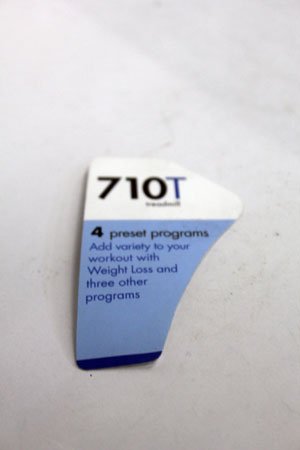 710T
treadmill
4 preset programs
Add variety to your
workout with
Weight Loss and
three other
programs